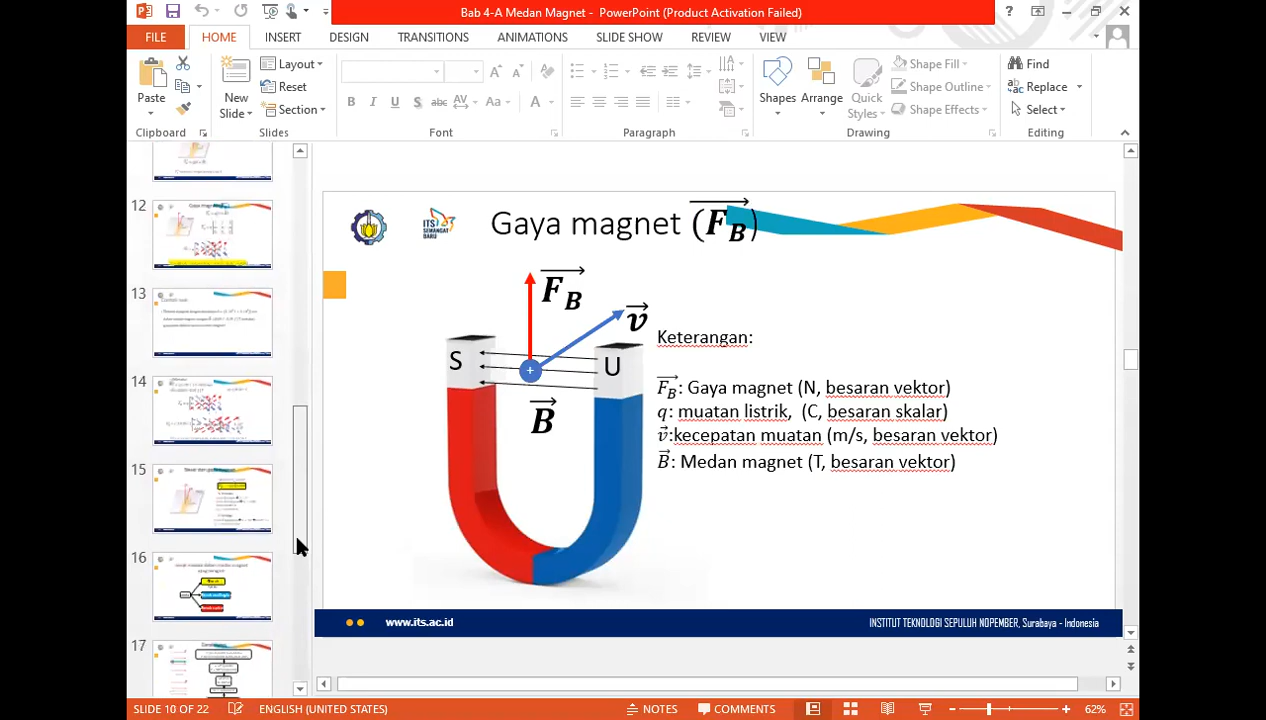 Bab 4-A Medan Magnet - PowerPoint (Product Activation Failed)
FILE HOME INSERT DESIGN TRANSITIONS ANIMATIONS SLIDE SHOW REVIEW VIEW
Paste
New Slide
Layout
Reset
Section
Shapes
Arrange
Quick Styles
Shape Fill
Shape Outline
Shape Effects
Find
Replace
Select
Clipboard Slides Font Paragraph Drawing Editing
12
13
14
15
16
17
ITS SEMANGAT BARU
Gaya magnet (F_B)
F_B
v
S
+
U
B
Keterangan:
F_B: Gaya magnet (N, besaran vektor)
q: muatan listrik, (C, besaran skalar)
v:kecepatan muatan (m/s, besaran vektor)
B: Medan magnet (T, besaran vektor)
www.its.ac.id
INSTITUT TEKNOLOGI SEPULUH NOPEMBER, Surabaya - Indonesia
SLIDE 10 OF 22 ENGLISH (UNITED STATES) NOTES COMMENTS 62%